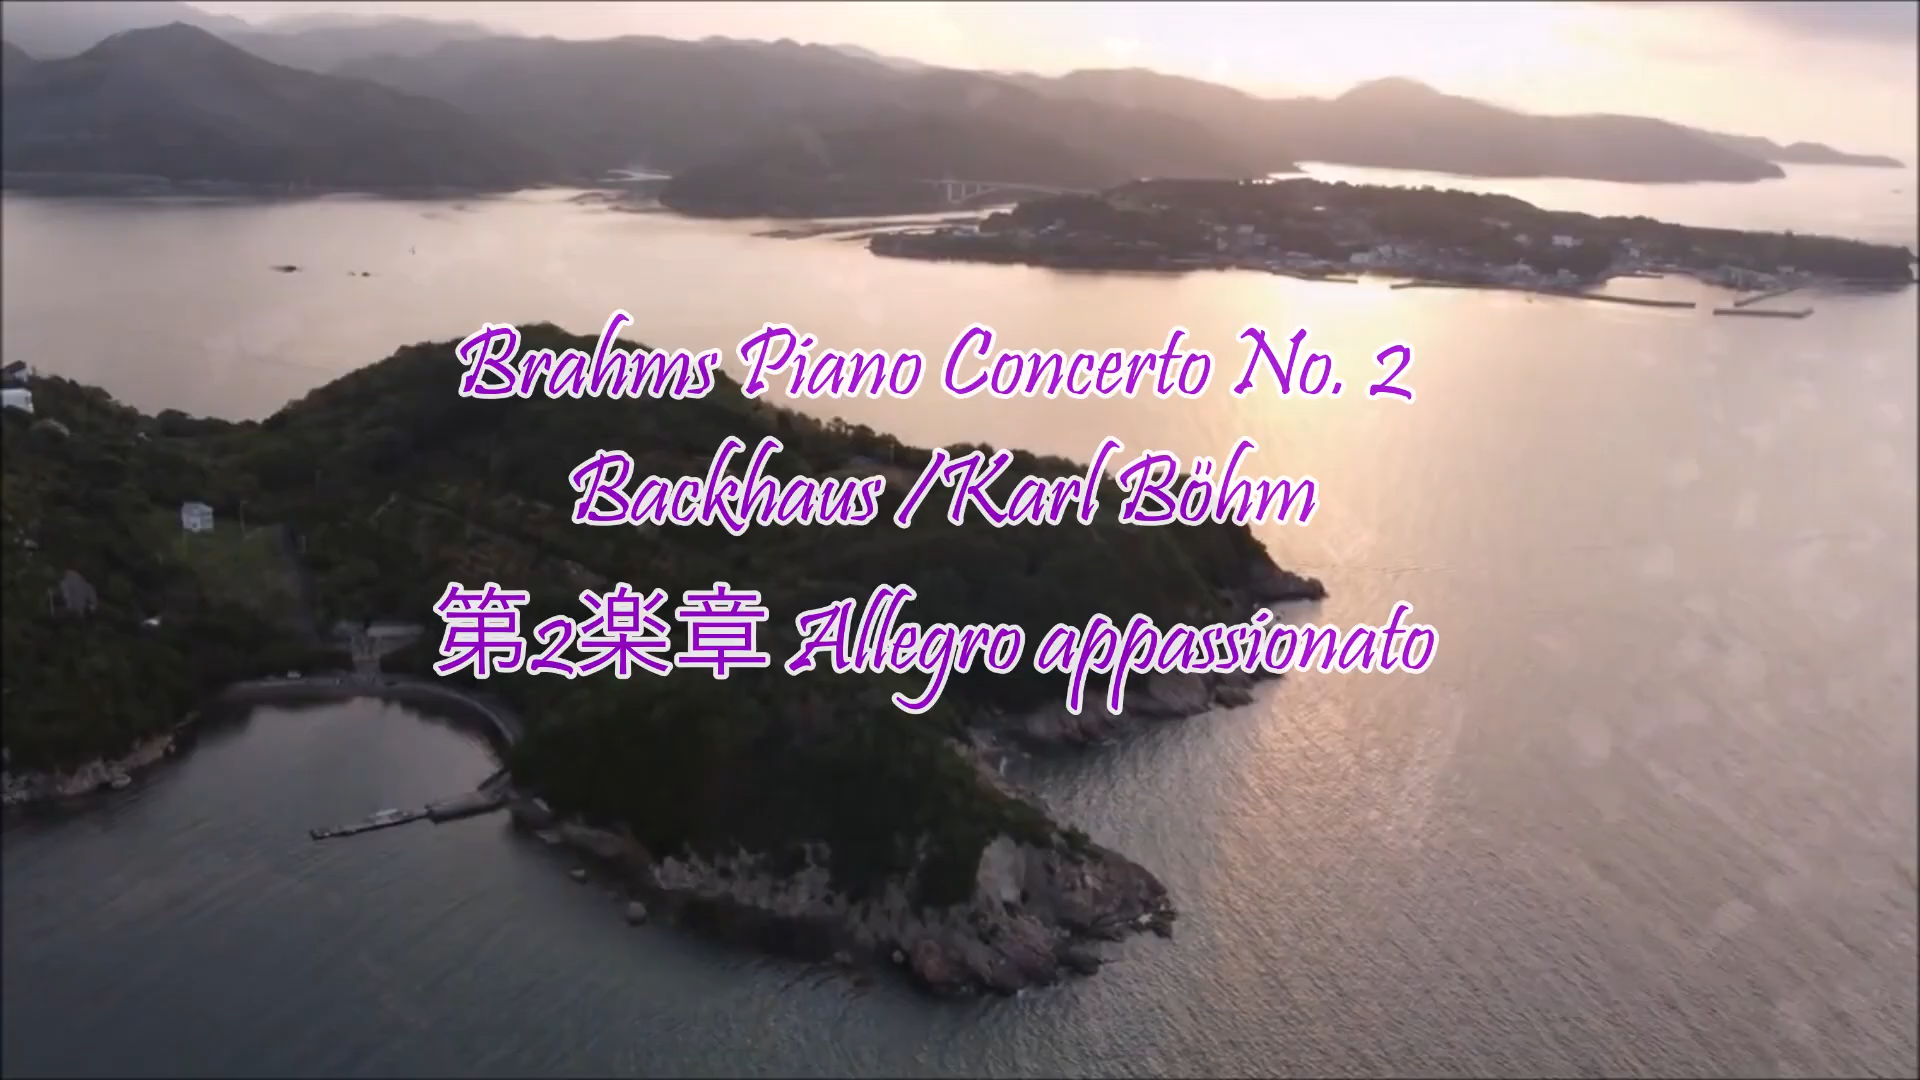 Brahms Piano Concerto No. 2
Backhaus /Karl Böhm
第2楽章 Allegro appassionato